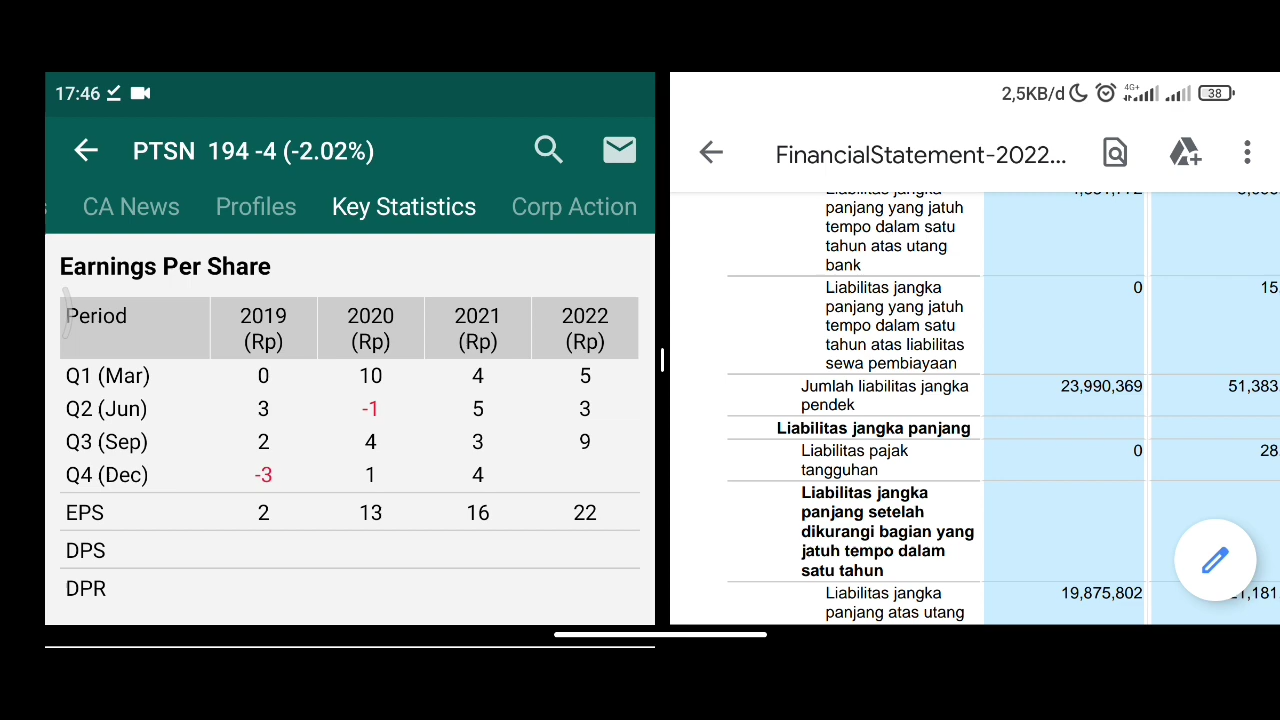 17:46
PTSN 194 -4 (-2.02%)
CA News Profiles Key Statistics Corp Action
Earnings Per Share
Period 2019 (Rp) 2020 (Rp) 2021 (Rp) 2022 (Rp)
Q1 (Mar) 0 10 4 5
Q2 (Jun) 3 -1 5 3
Q3 (Sep) 2 4 3 9
Q4 (Dec) -3 1 4
EPS 2 13 16 22
DPS
DPR
2,5KB/d 4G+ 38
FinancialStatement-2022...
Liabilitas jangka
panjang yang jatuh
tempo dalam satu
tahun atas utang
bank
Liabilitas jangka 0 15
panjang yang jatuh
tempo dalam satu
tahun atas liabilitas
sewa pembiayaan
Jumlah liabilitas jangka 23,990,369 51,383
pendek
Liabilitas jangka panjang
Liabilitas pajak 0 28
tangguhan
Liabilitas jangka
panjang setelah
dikurangi bagian yang
jatuh tempo dalam
satu tahun
Liabilitas jangka 19,875,802 ,181
panjang atas utang